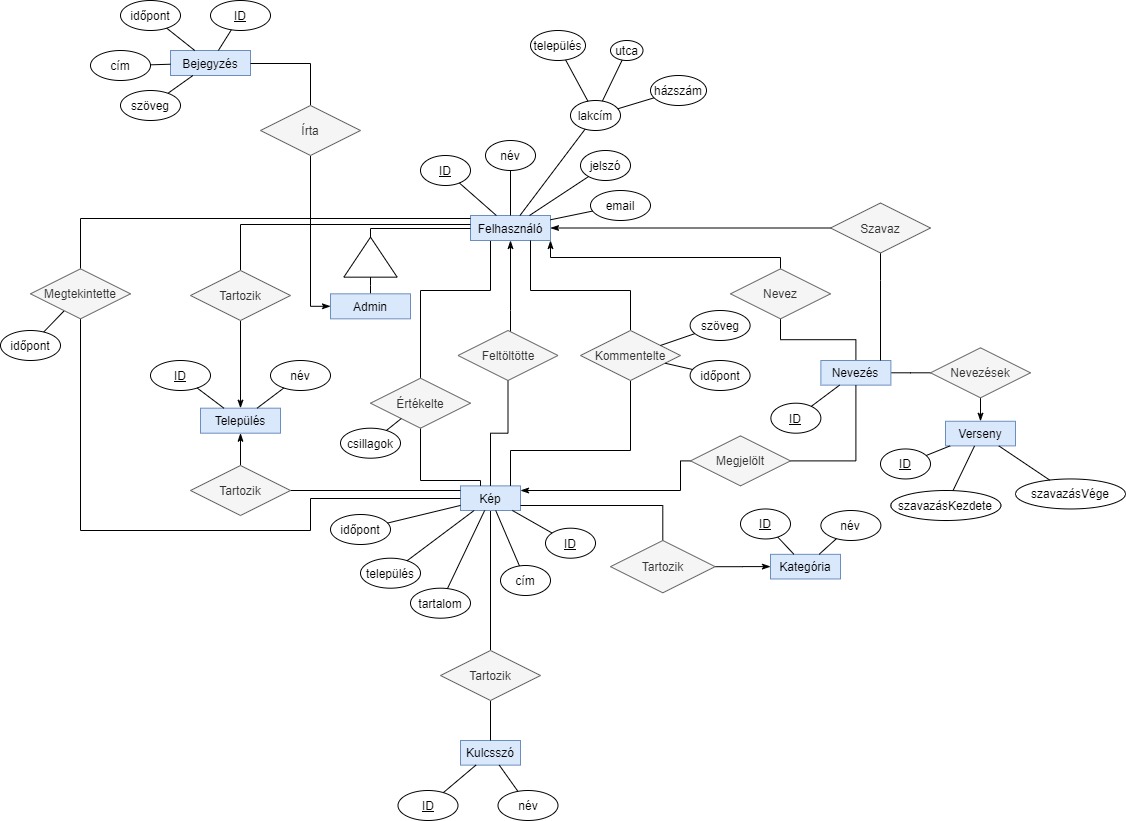 időpont
ID
cím
Bejegyzés
szöveg
Írta
település
utca
házszám
lakcím
ID
név
jelszó
email
Felhasználó
Szavaz
Megtekintette
időpont
Tartozik
Admin
Nevez
ID
név
Település
Értékelte
csillagok
Feltöltötte
Kommentelte
szöveg
időpont
Nevezés
ID
Nevezések
Verseny
ID
szavazásKezdete
szavazásVége
Megjelölt
Tartozik
Kép
időpont
település
tartalom
cím
ID
Tartozik
ID
név
Kategória
Tartozik
Kulcsszó
ID
név